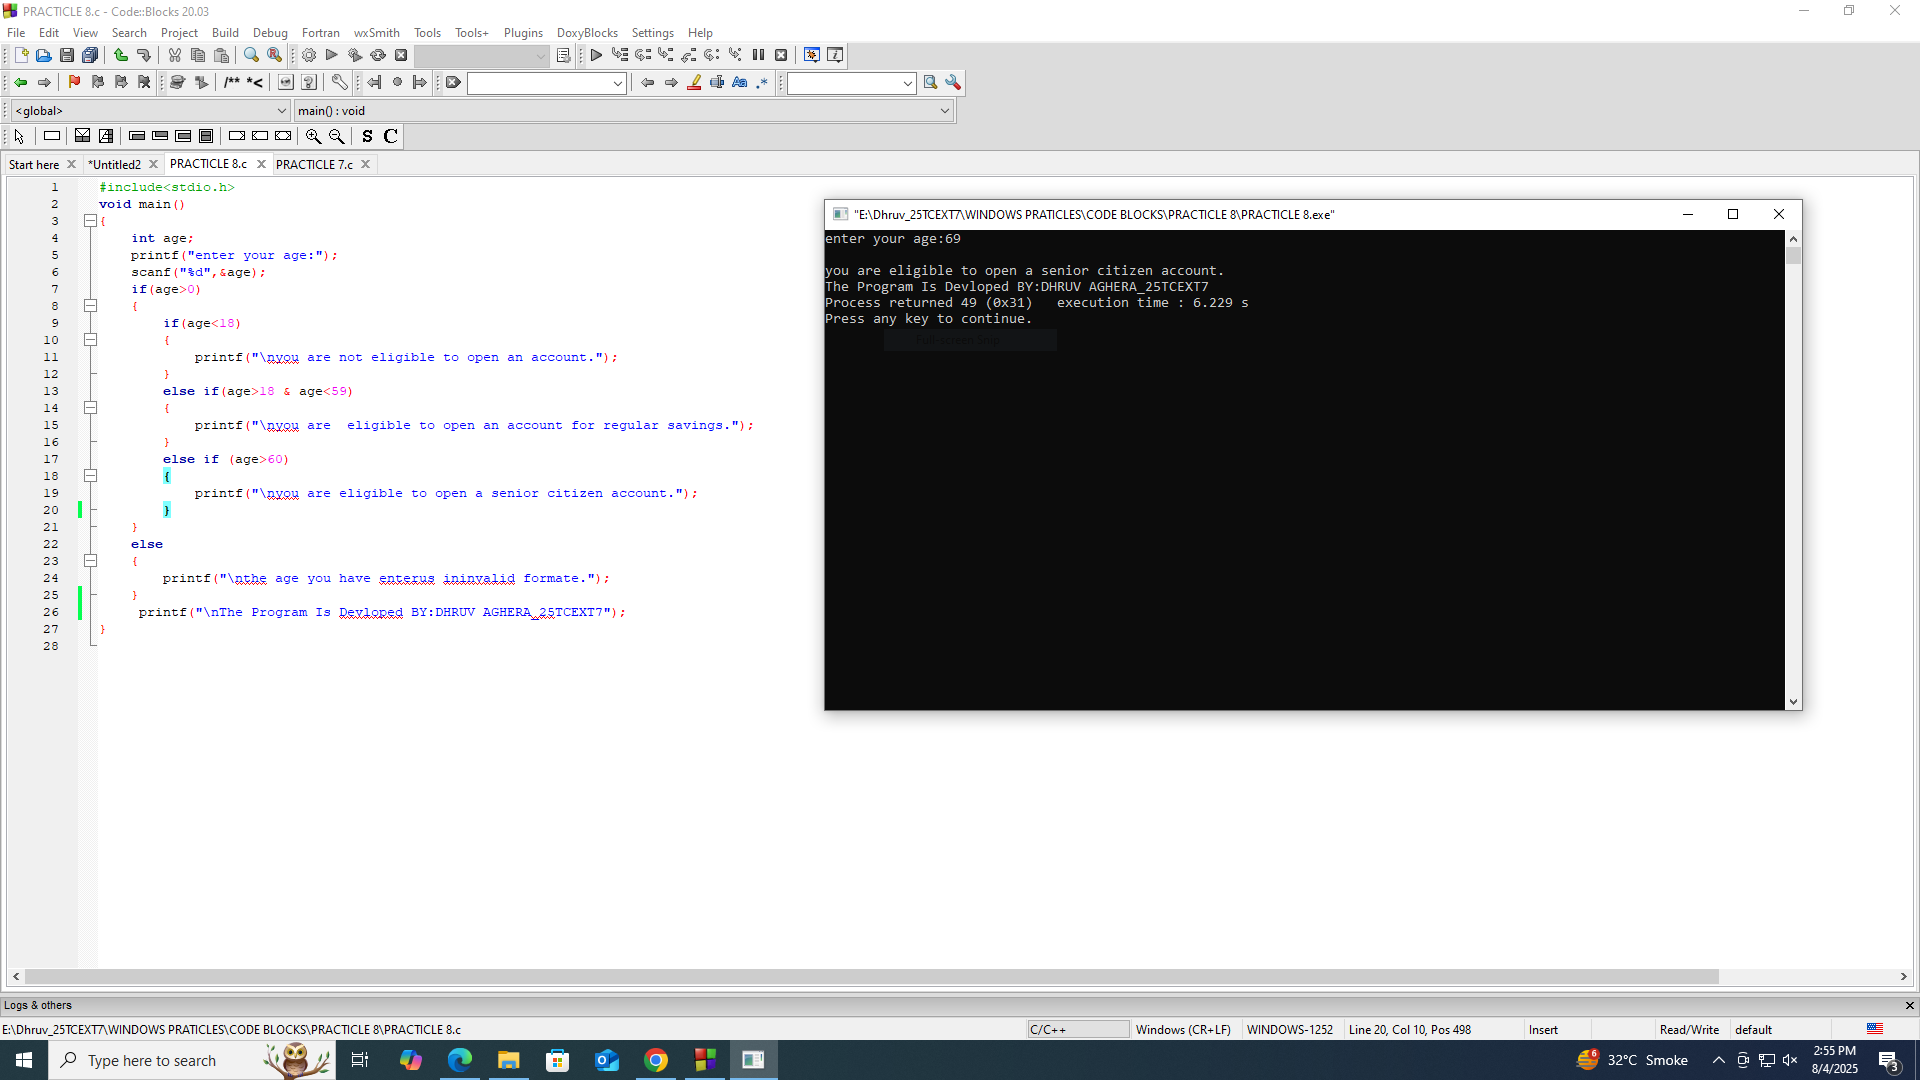 PRACTICLE 8.c - Code::Blocks 20.03
File Edit View Search Project Build Debug Fortran wxSmith Tools Tools+ Plugins DoxyBlocks Settings Help
/** *<
Aa .*
<global> main() : void
S C
Start here *Untitled2 PRACTICLE 8.c PRACTICLE 7.c
1 #include<stdio.h>
2 void main()
3 {
4 int age;
5 printf("enter your age:");
6 scanf("%d",&age);
7 if(age>0)
8 {
9 if(age<18)
10 {
11 printf("\nyou are not eligible to open an account.");
12 }
13 else if(age>18 & age<59)
14 {
15 printf("\nyou are  eligible to open an account for regular savings.");
16 }
17 else if (age>60)
18 {
19 printf("\nyou are eligible to open a senior citizen account.");
20 }
21 }
22 else
23 {
24 printf("\nthe age you have enterus ininvalid formate.");
25 }
26 printf("\nThe Program Is Devloped BY:DHRUV AGHERA_25TCEXT7");
27 }
28
"E:\Dhruv_25TCEXT7\WINDOWS PRATICLES\CODE BLOCKS\PRACTICLE 8\PRACTICLE 8.exe"
enter your age:69
you are eligible to open a senior citizen account.
The Program Is Devloped BY:DHRUV AGHERA_25TCEXT7
Process returned 49 (0x31)   execution time : 6.229 s
Press any key to continue.
Full-screen Snip
Logs & others
E:\Dhruv_25TCEXT7\WINDOWS PRATICLES\CODE BLOCKS\PRACTICLE 8\PRACTICLE 8.c C/C++ Windows (CR+LF) WINDOWS-1252 Line 20, Col 10, Pos 498 Insert Read/Write default
Type here to search 6 32°C Smoke 2:55 PM
8/4/2025 3